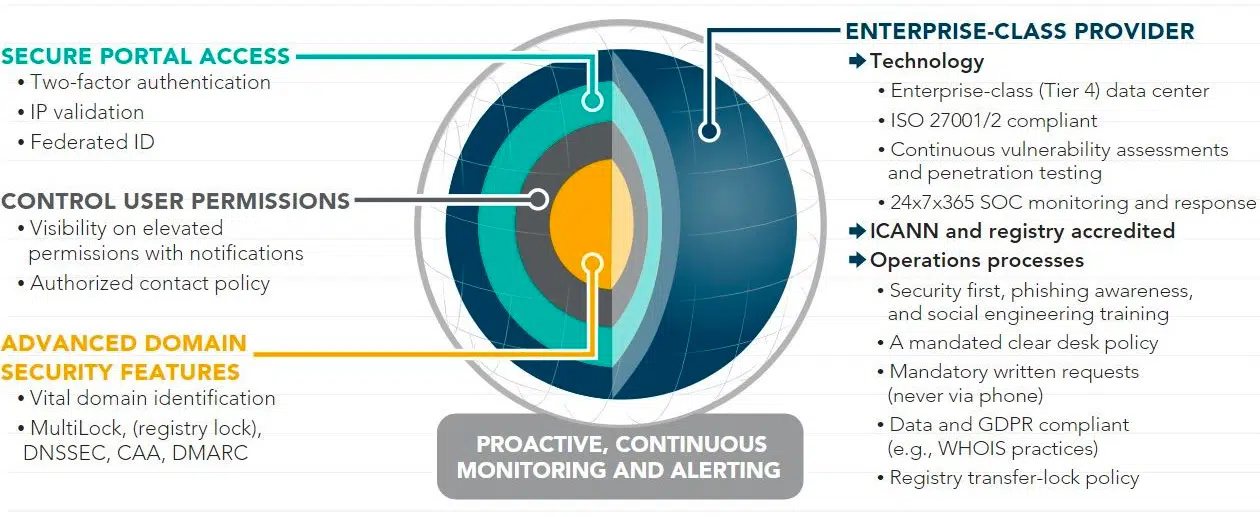 SECURE PORTAL ACCESS
• Two-factor authentication
• IP validation
• Federated ID
CONTROL USER PERMISSIONS
• Visibility on elevated
permissions with notifications
• Authorized contact policy
ADVANCED DOMAIN
SECURITY FEATURES
• Vital domain identification
• MultiLock, (registry lock),
DNSSEC, CAA, DMARC
PROACTIVE, CONTINUOUS
MONITORING AND ALERTING
ENTERPRISE-CLASS PROVIDER
Technology
• Enterprise-class (Tier 4) data center
• ISO 27001/2 compliant
• Continuous vulnerability assessments
and penetration testing
• 24x7x365 SOC monitoring and response
ICANN and registry accredited
Operations processes
• Security first, phishing awareness,
and social engineering training
• A mandated clear desk policy
• Mandatory written requests
(never via phone)
• Data and GDPR compliant
(e.g., WHOIS practices)
• Registry transfer-lock policy